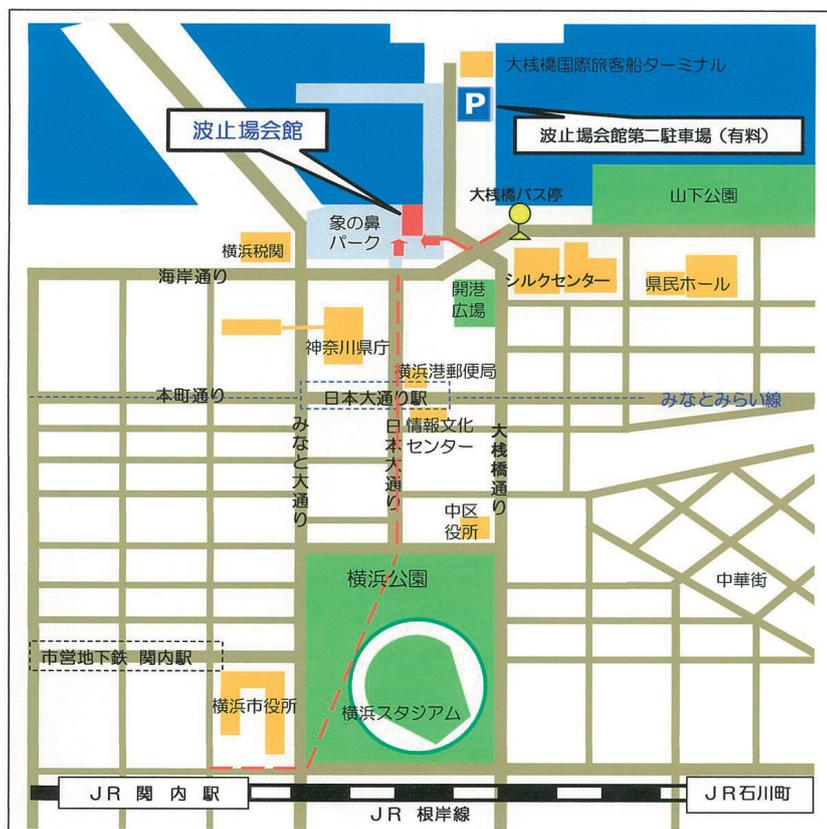 大桟橋国際旅客船ターミナル
P
波止場会館
波止場会館第二駐車場（有料）
大桟橋バス停
山下公園
象の鼻
パーク
横浜税関
海岸通り
シルクセンター
県民ホール
開港
広場
神奈川県庁
横浜港郵便局
本町通り
日本大通り駅
みなとみらい線
情報文化
センター
みなと大通り
日本大通り
大桟橋通り
中区
役所
横浜公園
中華街
市営地下鉄 関内駅
横浜市役所
横浜スタジアム
JR 関内駅
JR 根岸線
JR石川町